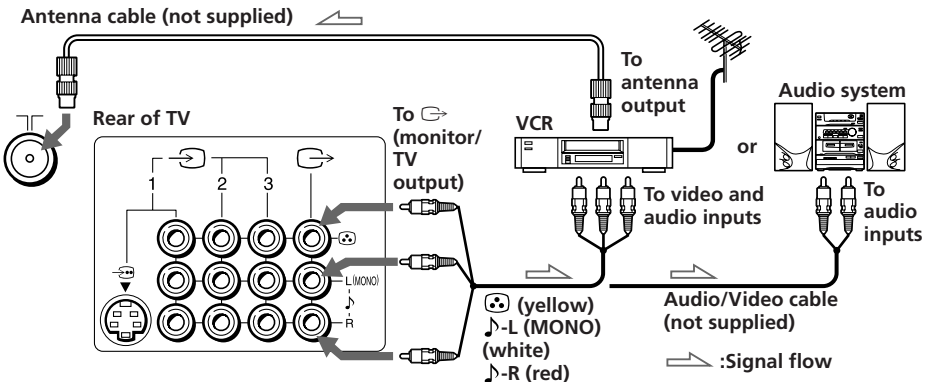 Antenna cable (not supplied)
To
antenna
output
Audio system
Rear of TV
To
(monitor/
TV
output)
VCR
or
1
2
3
To video and
audio inputs
To
audio
inputs
L(MONO)
♪
R
(yellow)
♪-L (MONO)
(white)
♪-R (red)
Audio/Video cable
(not supplied)
:Signal flow